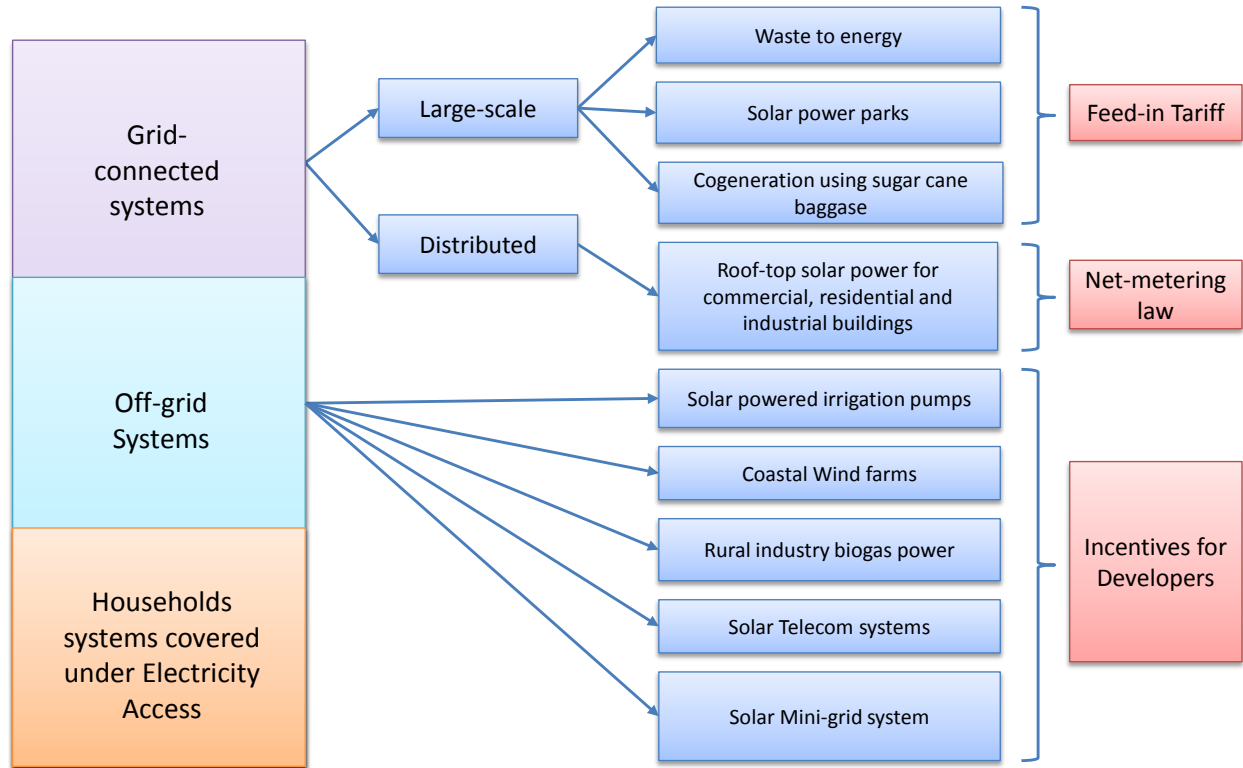 Grid-
connected
systems
Off-grid
Systems
Households
systems covered
under Electricity
Access
Large-scale
Distributed
Waste to energy
Solar power parks
Cogeneration using sugar cane
baggase
Roof-top solar power for
commercial, residential and
industrial buildings
Solar powered irrigation pumps
Coastal Wind farms
Rural industry biogas power
Solar Telecom systems
Solar Mini-grid system
Feed-in Tariff
Net-metering
law
Incentives for
Developers